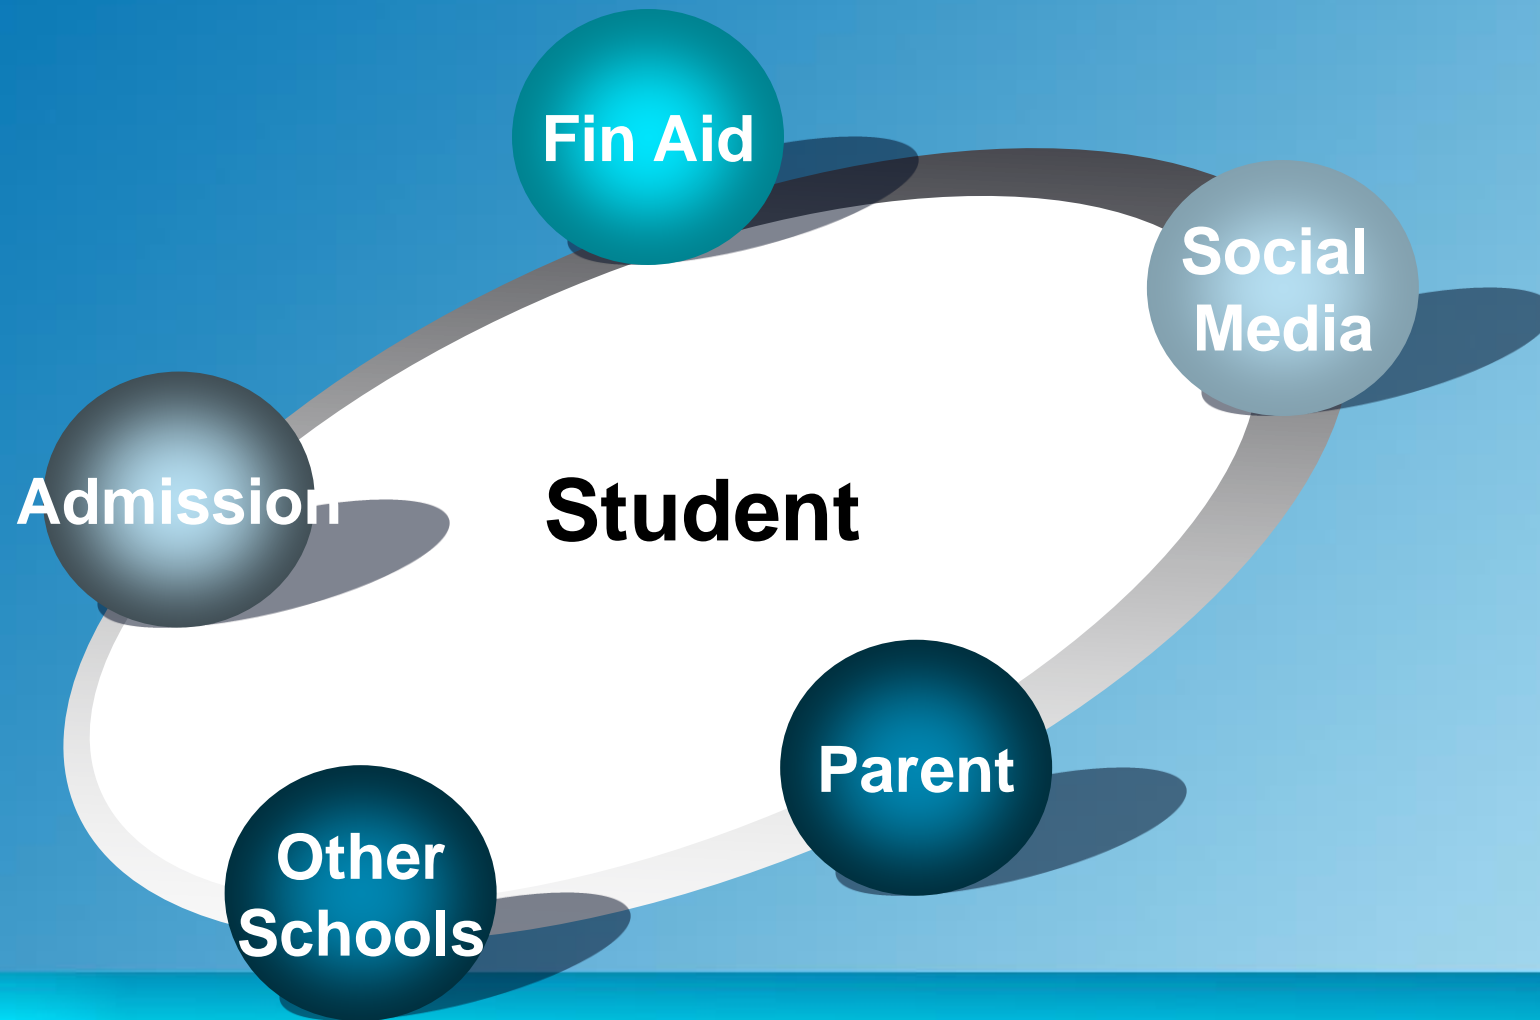 Fin Aid
Social
Media
Admission
Student
Parent
Other
Schools